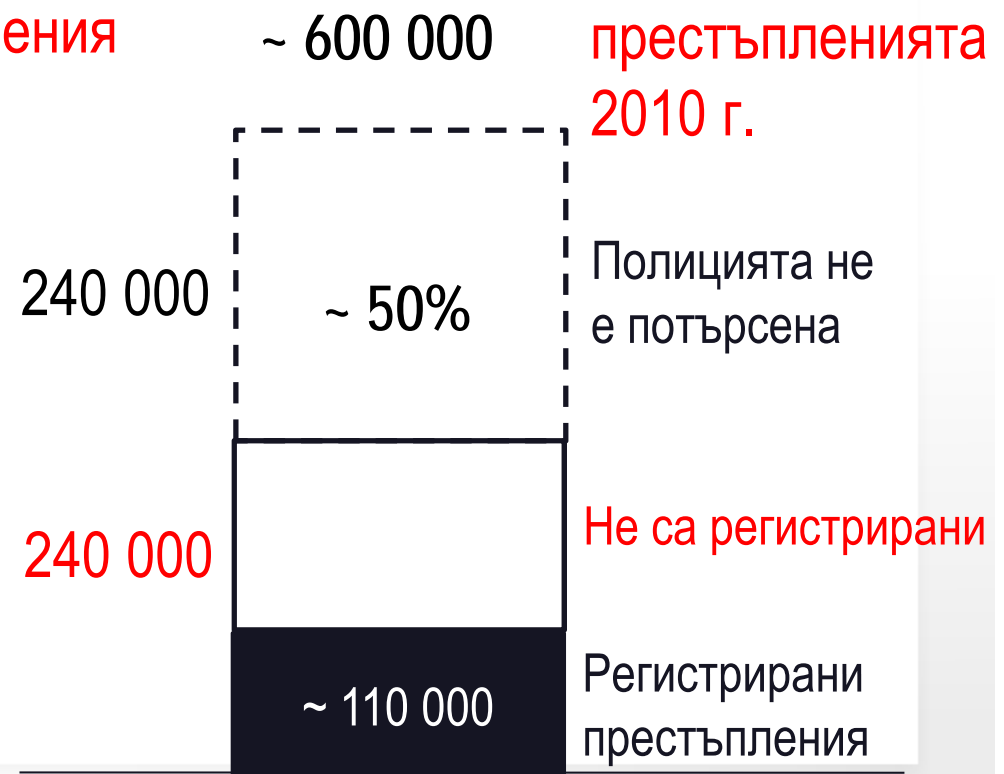 ения
~ 600 000
престъпленията
2010 г.
240 000
~ 50%
Полицията не
е потърсена
240 000
Не са регистрирани
~ 110 000
Регистрирани
престъпления